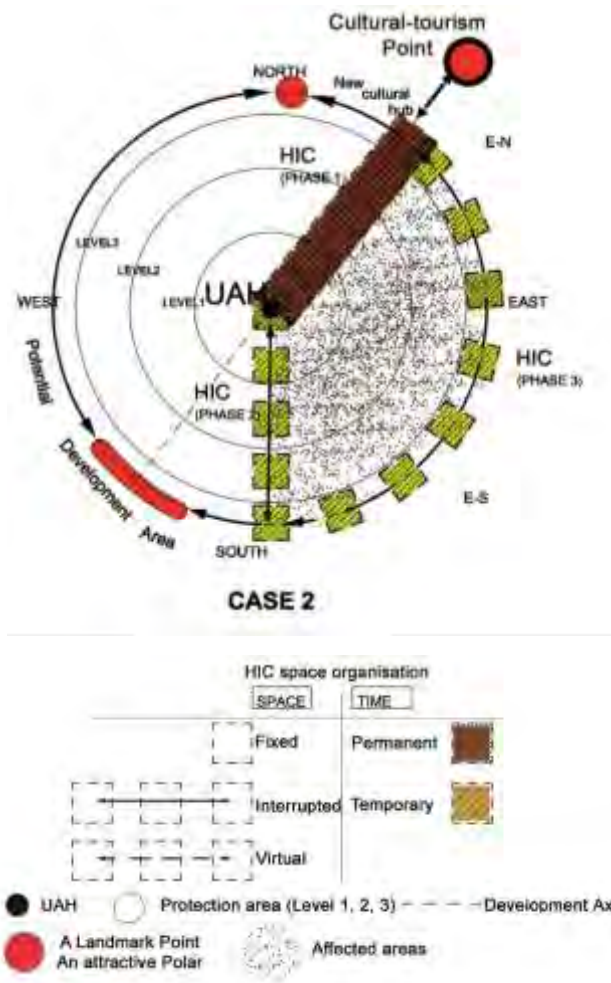 Cultural-tourism
Point
NORTH
New
cultural
hub
E-N
HIC
(PHASE 1)
LEVEL3
LEVEL2
LEVEL1
UAH
WEST
EAST
Potential
HIC
(PHASE 3)
HIC
(PHASE
Development
Area
E-S
SOUTH
CASE 2
HIC space organisation
SPACE
TIME
Fixed
Permanent
Interrupted
Temporary
Virtual
UAH
Protection area (Level 1, 2, 3)
Development Ax
A Landmark Point
An attractive Polar
Affected areas